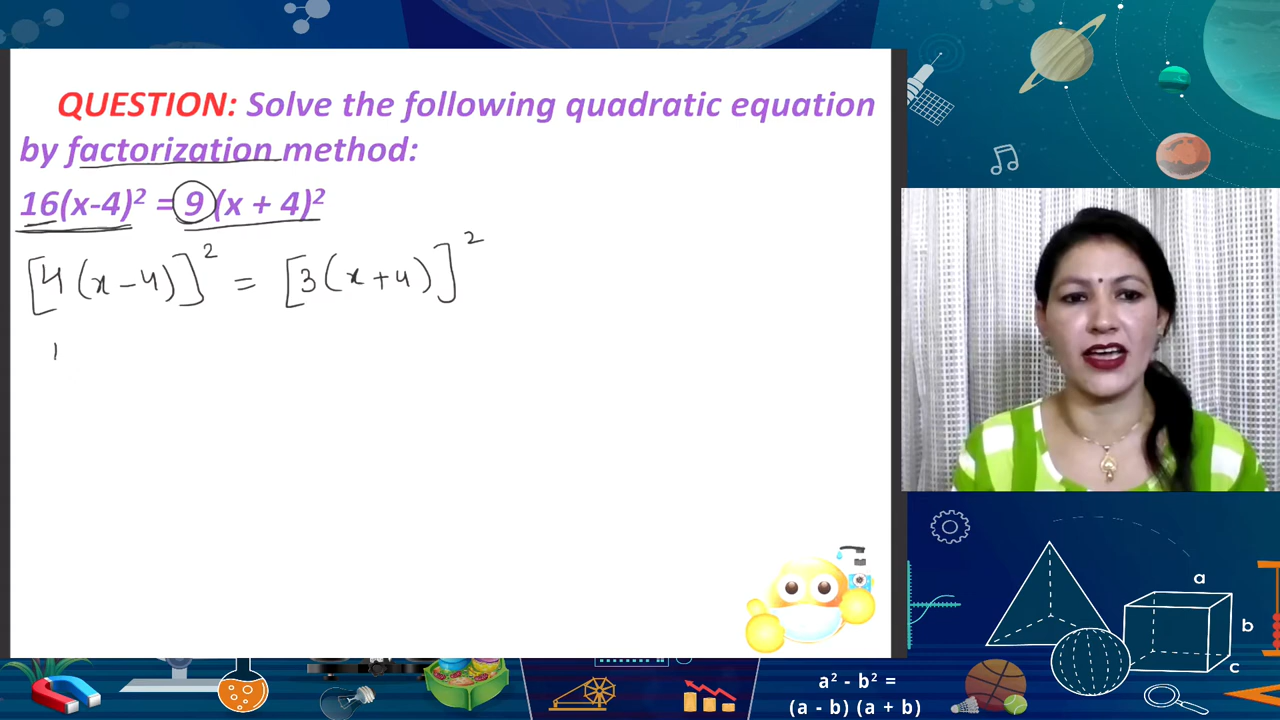 QUESTION: Solve the following quadratic equation
by factorization method:
16(x-4)² = 9 (x + 4)²
[4(x-4)]² = [3(x+4)]²
a
b
c
a² - b² =
(a - b) (a + b)